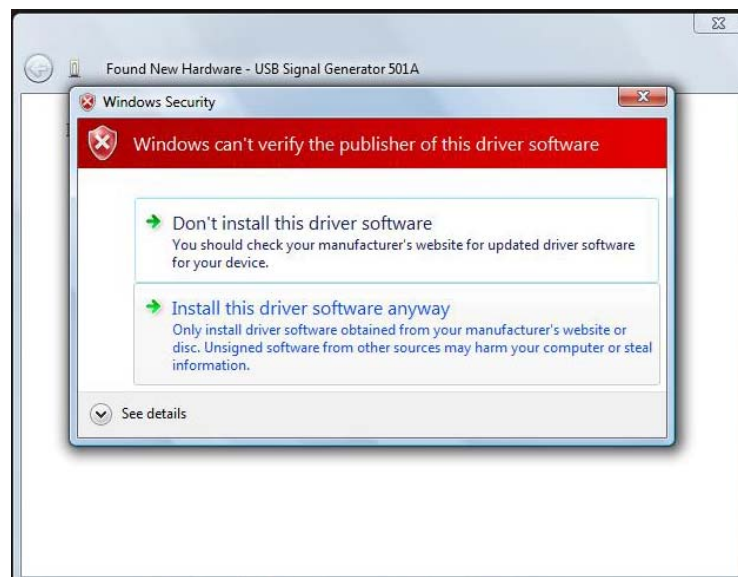 Found New Hardware - USB Signal Generator 501A
Windows Security
Windows can't verify the publisher of this driver software
Don't install this driver software
You should check your manufacturer's website for updated driver software
for your device.
Install this driver software anyway
Only install driver software obtained from your manufacturer's website or
disc. Unsigned software from other sources may harm your computer or steal
information.
See details